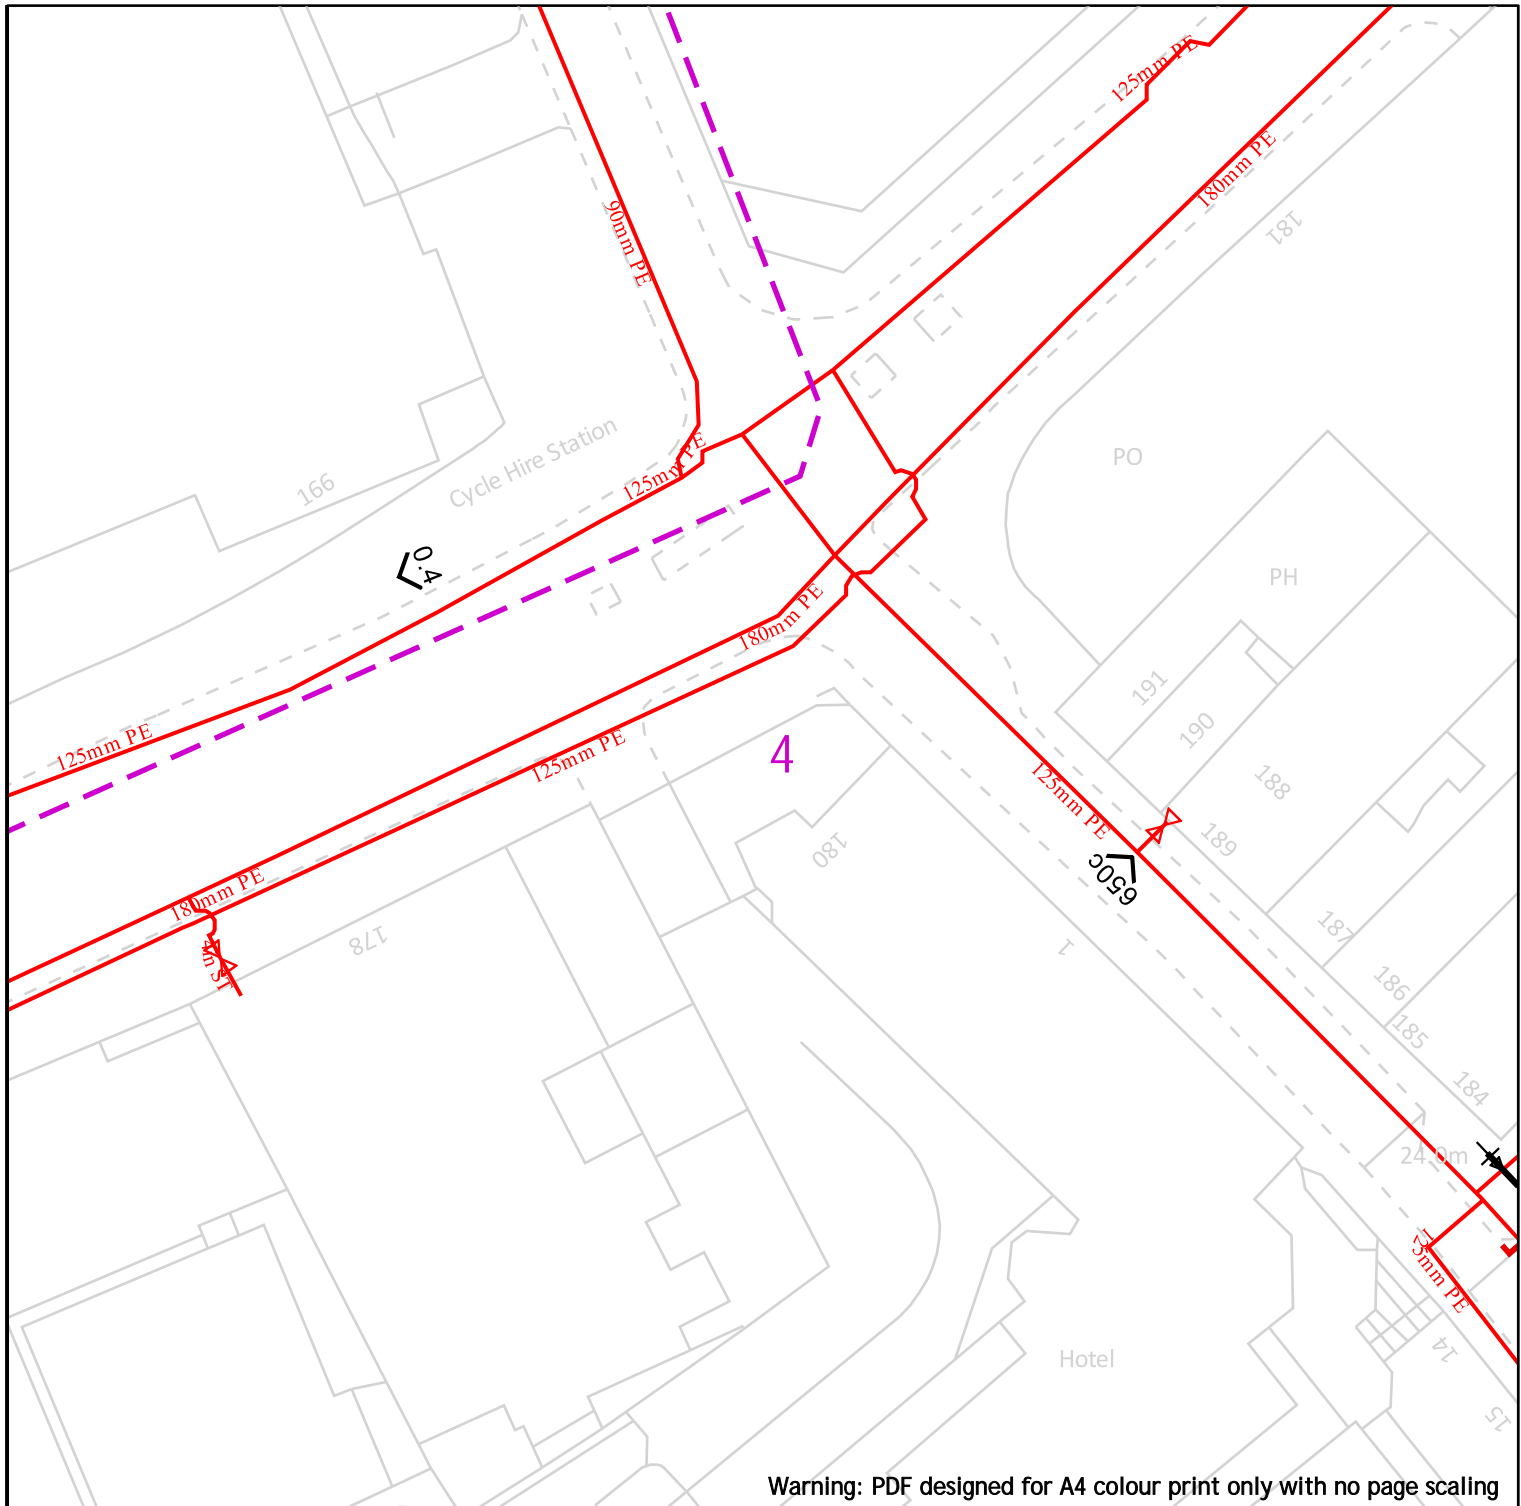 125mm PE
180mm PE
90mm PE
181
Cycle Hire Station
125mm PE
166
PO
0.4
PH
180mm PE
191
190
125mm PE
4
125mm PE
188
125mm PE
189
180
650c
180mm PE
178
187
1
4in ST
186
185
184
24.0m
125mm PE
14
Hotel
15
Warning: PDF designed for A4 colour print only with no page scaling